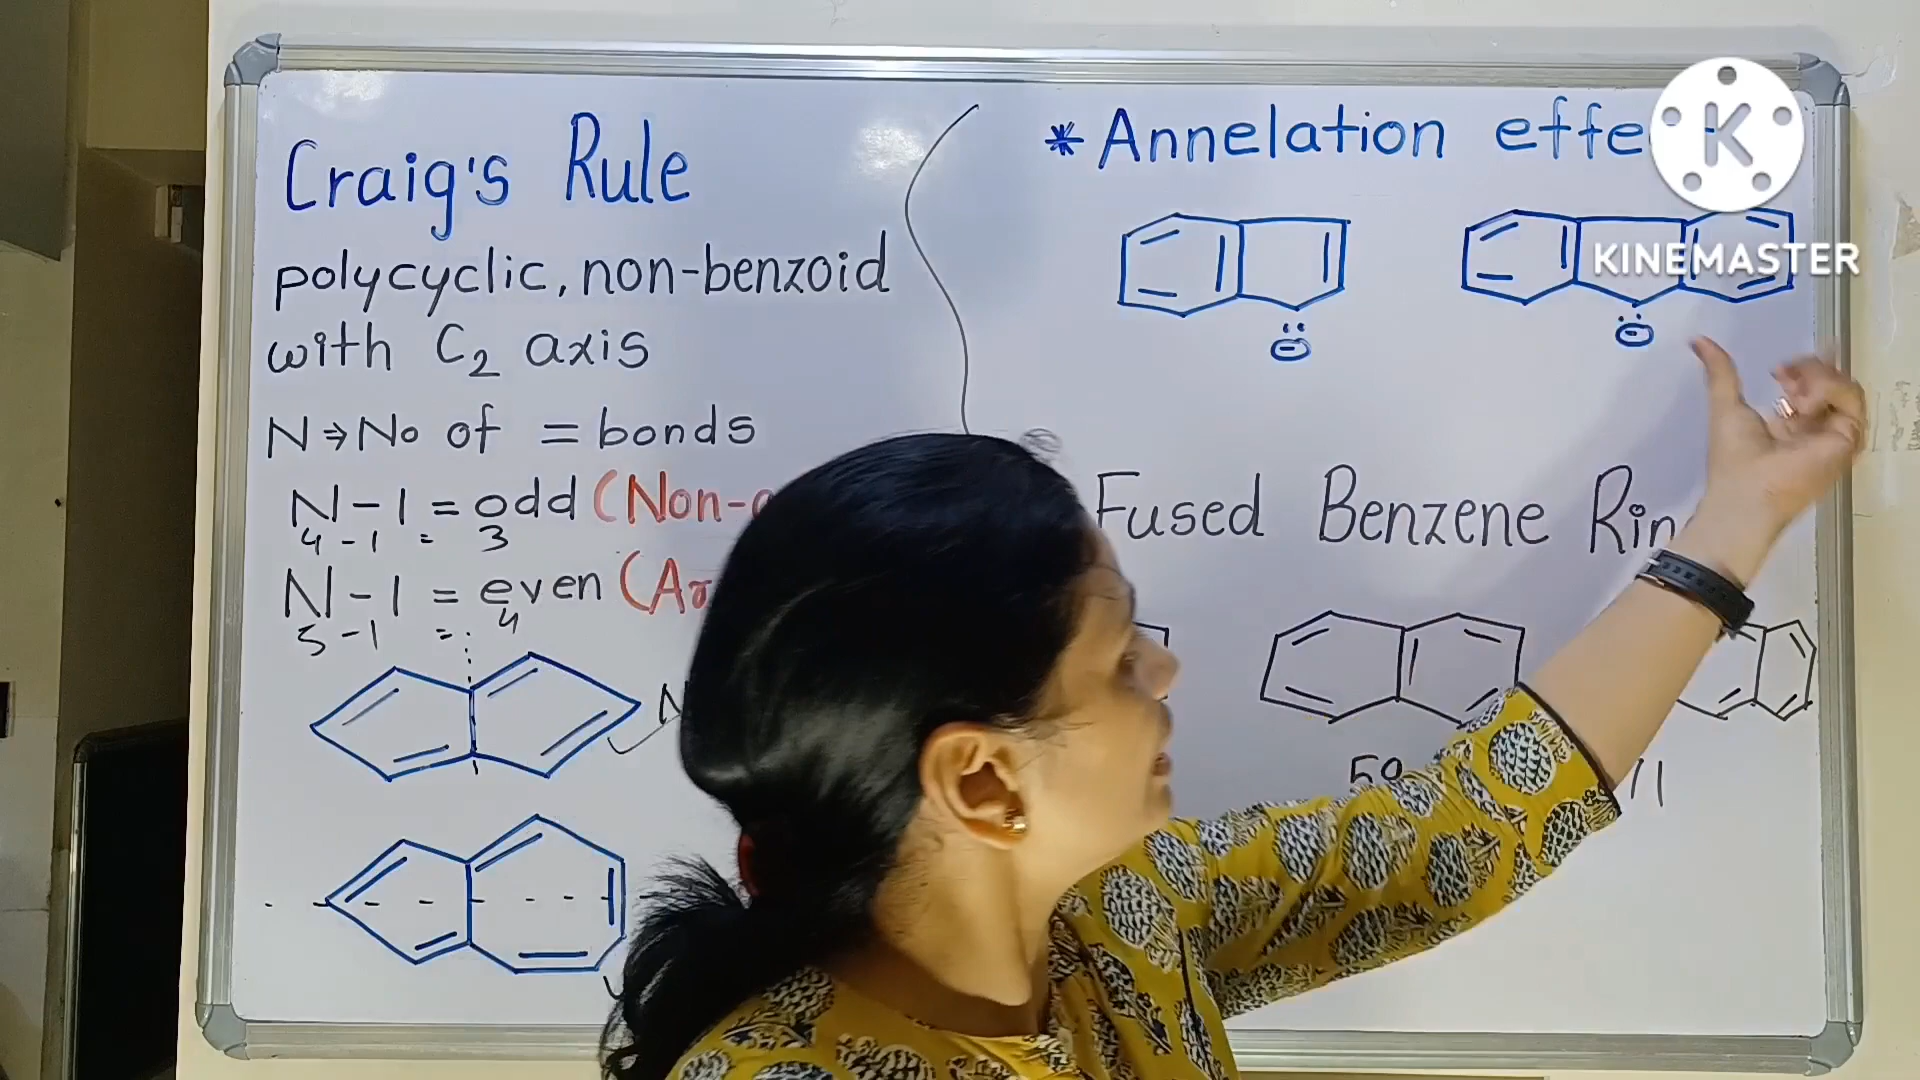 Craig's Rule
polycyclic, non-benzoid
with C₂ axis
N ⇒ No of = bonds
N - 1 = odd (Non-
4 - 1 = 3
N - 1 = even (Ar
5 - 1 = 4
N
* Annelation effe
K
KINEMASTER
⊖
⊖
Fused Benzene Rin